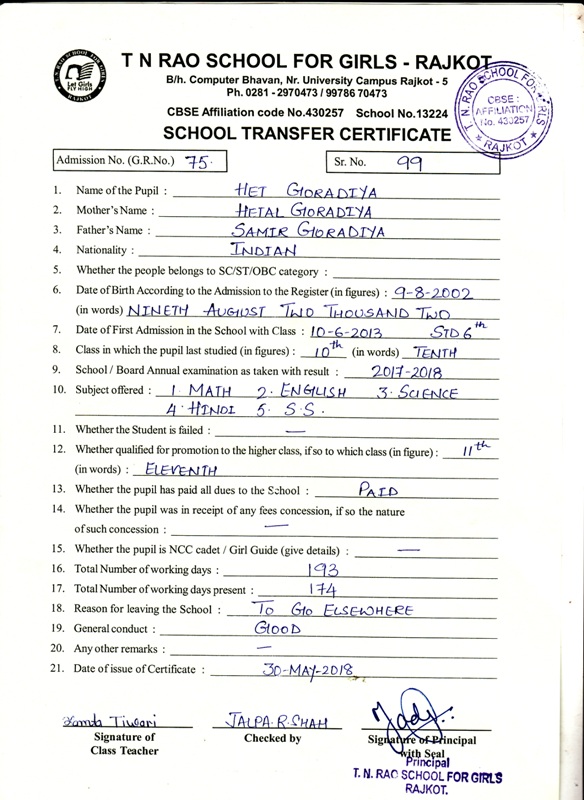 T N RAO SCHOOL FOR GIRLS - RAJKOT
B/h. Computer Bhavan, Nr. University Campus Rajkot - 5
Ph. 0281 - 2970473 / 99786 70473
CBSE Affiliation code No.430257 School No.13224
SCHOOL TRANSFER CERTIFICATE
T. N. RAO SCHOOL FOR GIRLS
CBSE :
AFFILIATION
No. 430257
* RAJKOT *
Let Girls
FLY HIGH
Admission No. (G.R.No.) 75. Sr. No. 99
1. Name of the Pupil : HET GORADIYA
2. Mother's Name : HETAL GORADIYA
3. Father's Name : SAMIR GORADIYA
4. Nationality : INDIAN
5. Whether the people belongs to SC/ST/OBC category :
6. Date of Birth According to the Admission to the Register (in figures) : 9-8-2002
(in words) NINETH AUGUST TWO THOUSAND TWO
7. Date of First Admission in the School with Class : 10-6-2013 STD 6th
8. Class in which the pupil last studied (in figures) : 10th (in words) TENTH
9. School / Board Annual examination as taken with result : 2017-2018
10. Subject offered : 1. MATH 2. ENGLISH 3. SCIENCE
4. HINDI 5. S.S.
11. Whether the Student is failed : —
12. Whether qualified for promotion to the higher class, if so to which class (in figure) : 11th
(in words) : ELEVENTH
13. Whether the pupil has paid all dues to the School : PAID
14. Whether the pupil was in receipt of any fees concession, if so the nature
of such concession : —
15. Whether the pupil is NCC cadet / Girl Guide (give details) : —
16. Total Number of working days : 193
17. Total Number of working days present : 174
18. Reason for leaving the School : TO GO ELSEWHERE
19. General conduct : GOOD
20. Any other remarks : —
21. Date of issue of Certificate : 30-MAY-2018
Tiwari JALPA.R.SHAH
Signature of Class Teacher
Checked by
Signature of Principal
with Seal
Principal
T. N. RAO SCHOOL FOR GIRLS
RAJKOT.